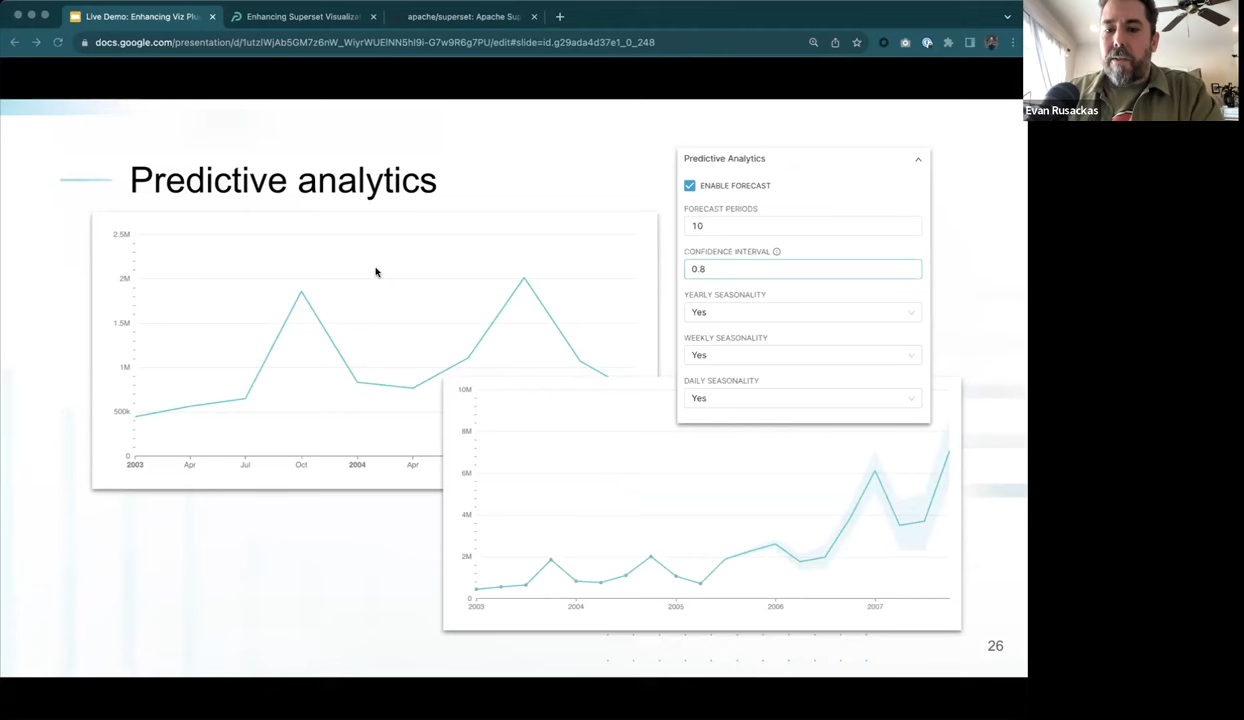 Live Demo: Enhancing Viz Plu
Enhancing Superset Visualiza
apache/superset: Apache Sup
docs.google.com/presentation/d/1utzIWjAb5GM7z6nW_WiyrWUElNN5hI9i-G7w9R6g7PU/edit#slide=id.g29ada4d37e1_0_248
Evan Rusackas
Predictive analytics
2.5M
2M
1.5M
1M
500k
0
2003 Apr Jul Oct 2004 Apr
Predictive Analytics
ENABLE FORECAST
FORECAST PERIODS
10
CONFIDENCE INTERVAL
0.8
YEARLY SEASONALITY
Yes
WEEKLY SEASONALITY
Yes
DAILY SEASONALITY
Yes
10M
8M
6M
4M
2M
0
2003 2004 2005 2006 2007
26